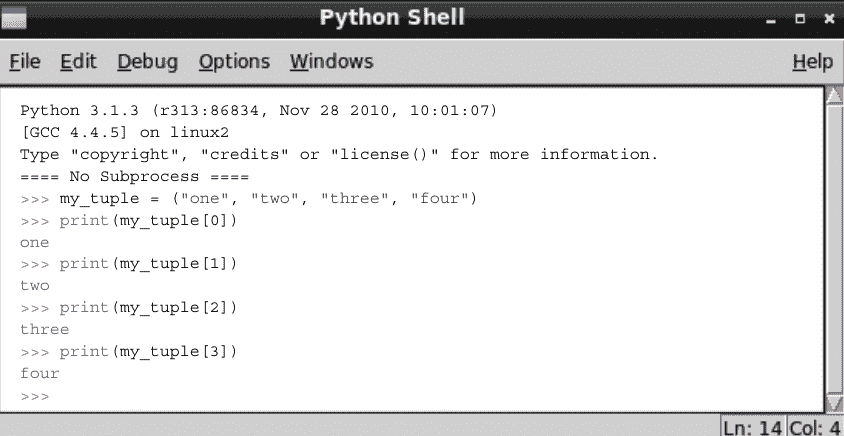 Python Shell
File Edit Debug Options Windows Help
Python 3.1.3 (r313:86834, Nov 28 2010, 10:01:07)
[GCC 4.4.5] on linux2
Type "copyright", "credits" or "license()" for more information.
==== No Subprocess ====
>>> my_tuple = ("one", "two", "three", "four")
>>> print(my_tuple[0])
one
>>> print(my_tuple[1])
two
>>> print(my_tuple[2])
three
>>> print(my_tuple[3])
four
>>>
Ln: 14 Col: 4